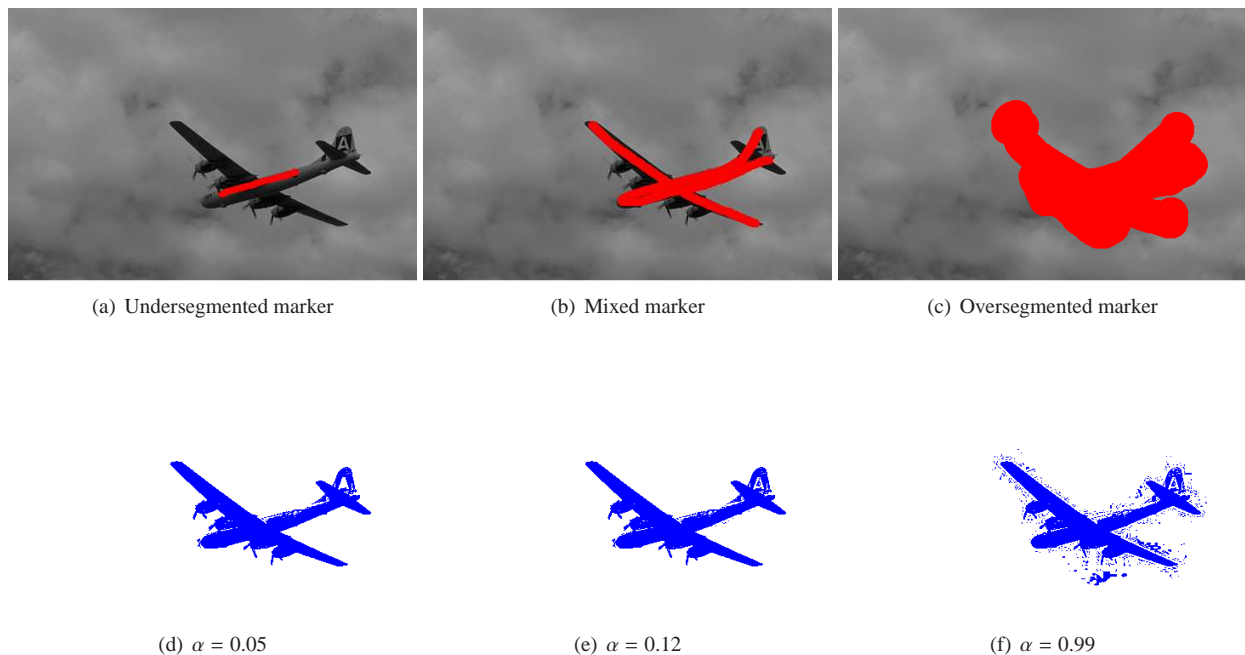 A
A
(a) Undersegmented marker
(b) Mixed marker
(c) Oversegmented marker
A
A
A
(d) α = 0.05
(e) α = 0.12
(f) α = 0.99